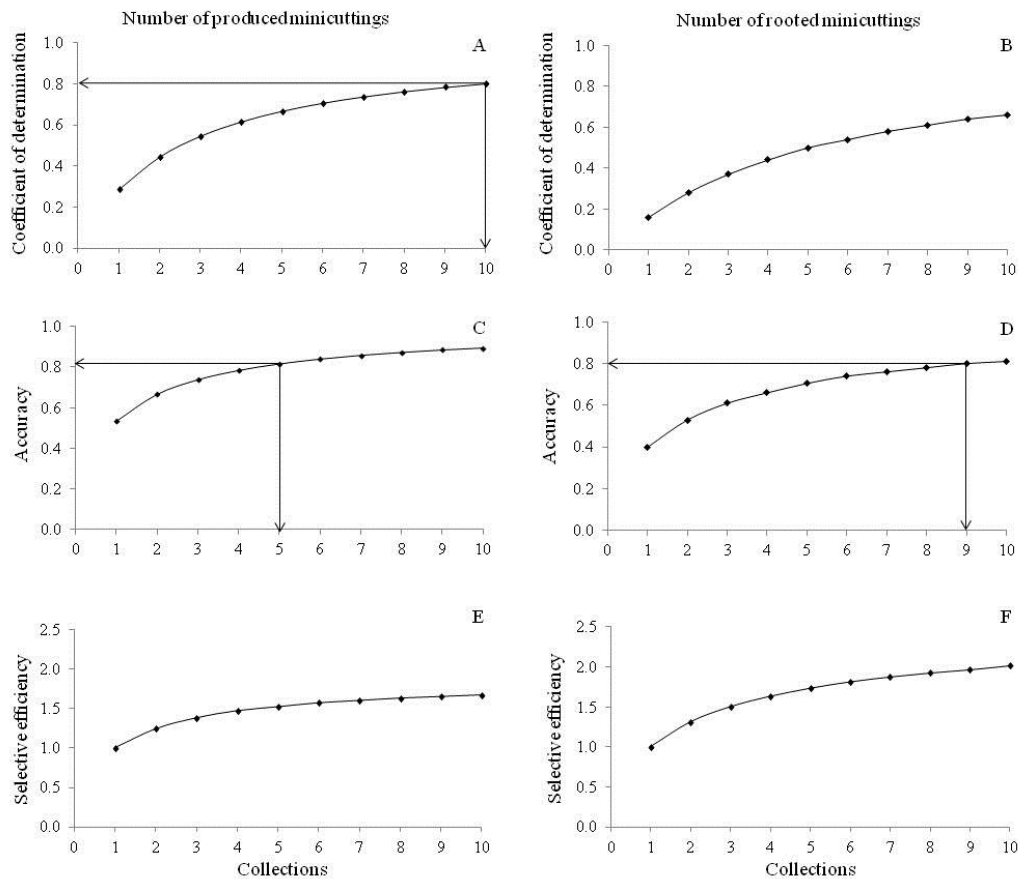 Number of produced minicuttings
Number of rooted minicuttings
A
Coefficient of determination
1.0
0.8
0.6
0.4
0.2
0.0
0 1 2 3 4 5 6 7 8 9 10
B
Coefficient of determination
1.0
0.8
0.6
0.4
0.2
0.0
0 1 2 3 4 5 6 7 8 9 10
C
Accuracy
1.0
0.8
0.6
0.4
0.2
0.0
0 1 2 3 4 5 6 7 8 9 10
D
Accuracy
1.0
0.8
0.6
0.4
0.2
0.0
0 1 2 3 4 5 6 7 8 9 10
E
Selective efficiency
2.5
2.0
1.5
1.0
0.5
0.0
0 1 2 3 4 5 6 7 8 9 10
Collections
F
Selective efficiency
2.5
2.0
1.5
1.0
0.5
0.0
0 1 2 3 4 5 6 7 8 9 10
Collections